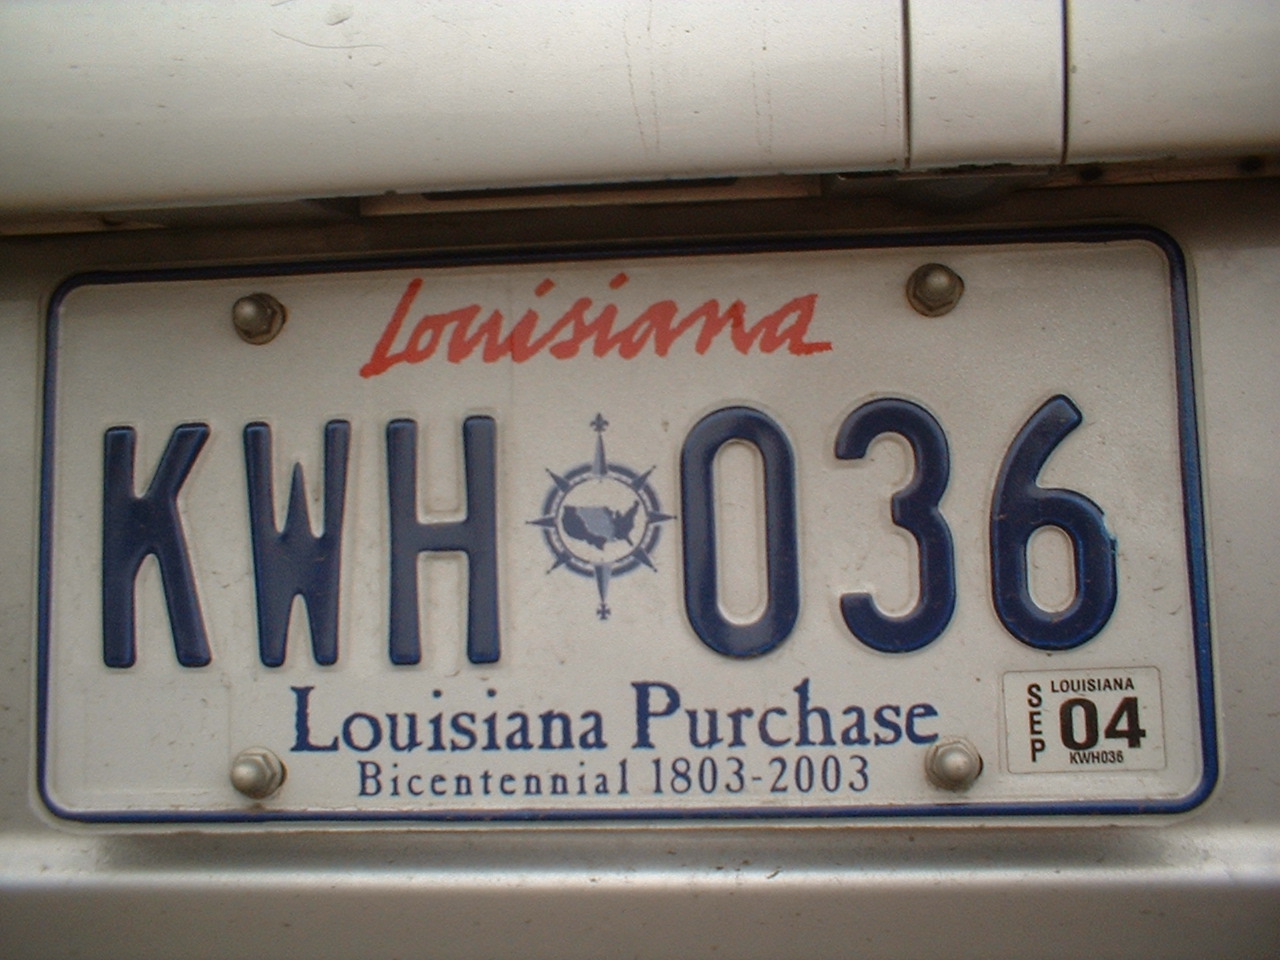 Louisiana
KWH 036
Louisiana Purchase
Bicentennial 1803-2003
SEP
LOUISIANA
04
KWH036